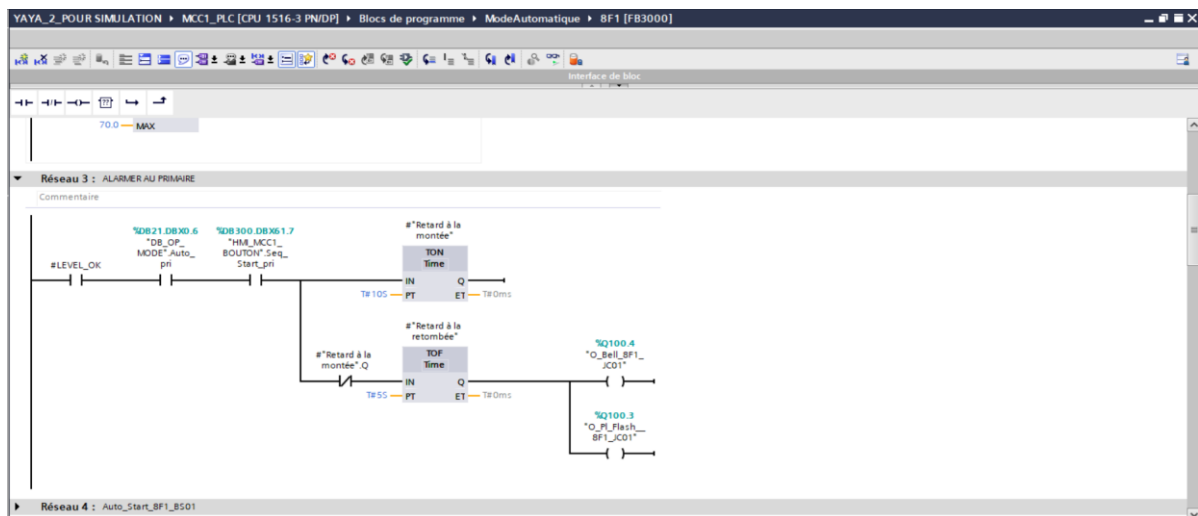 YAYA_2_POUR SIMULATION ▸ MCC1_PLC [CPU 1516-3 PN/DP] ▸ Blocs de programme ▸ ModeAutomatique ▸ 8F1 [FB3000]
Interface de bloc
??
70.0 MAX
Réseau 3 : ALARMER AU PRIMAIRE
Commentaire
#LEVEL_OK
%DB21.DBX0.6
"DB_OP_
MODE".Auto_
pri
%DB300.DBX61.7
"HMI_MCC1_
BOUTON".Seq_
Start_pri
#"Retard à la
montée"
TON
Time
IN Q
T#10S PT ET T#0ms
#"Retard à la
montée".Q
#"Retard à la
retombée"
TOF
Time
IN Q
T#5S PT ET T#0ms
%Q100.4
"O_Bell_8F1_
JC01"
%Q100.3
"O_Pl_Flash__
8F1_JC01"
Réseau 4 : Auto_Start_8F1_BS01